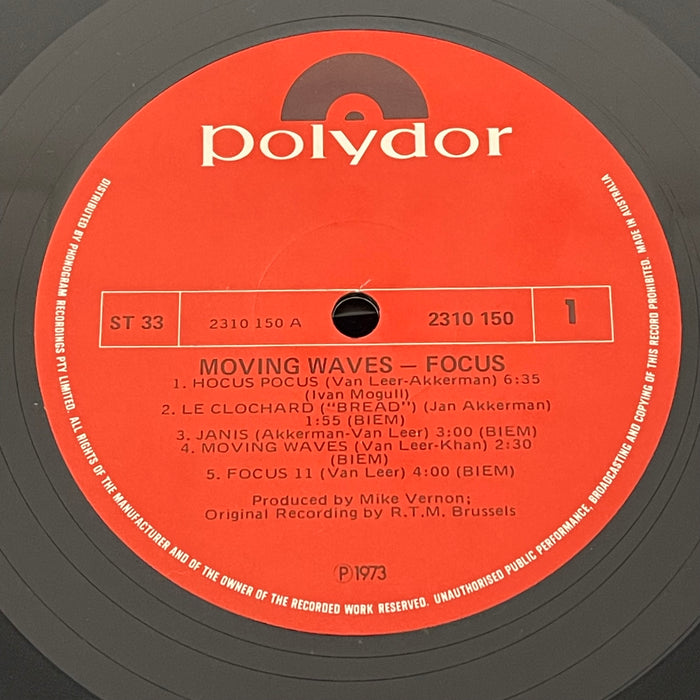 polydor
ST 33 2310 150 A 2310 150 1
MOVING WAVES – FOCUS
1. HOCUS POCUS (Van Leer-Akkerman) 6:35
(Ivan Mogull)
2. LE CLOCHARD ("BREAD") (Jan Akkerman)
1:55 (BIEM)
3. JANIS (Akkerman-Van Leer) 3:00 (BIEM)
4. MOVING WAVES (Van Leer-Khan) 2:30
(BIEM)
5. FOCUS 11 (Van Leer) 4:00 (BIEM)
Produced by Mike Vernon;
Original Recording by R.T.M. Brussels
Ⓟ1973
DISTRIBUTED BY PHONOGRAM RECORDINGS PTY LIMITED. ALL RIGHTS OF THE MANUFACTURER AND OF THE OWNER OF THE RECORDED WORK RESERVED. UNAUTHORISED PUBLIC PERFORMANCE, BROADCASTING AND COPYING OF THIS RECORD PROHIBITED. MADE IN AUSTRALIA